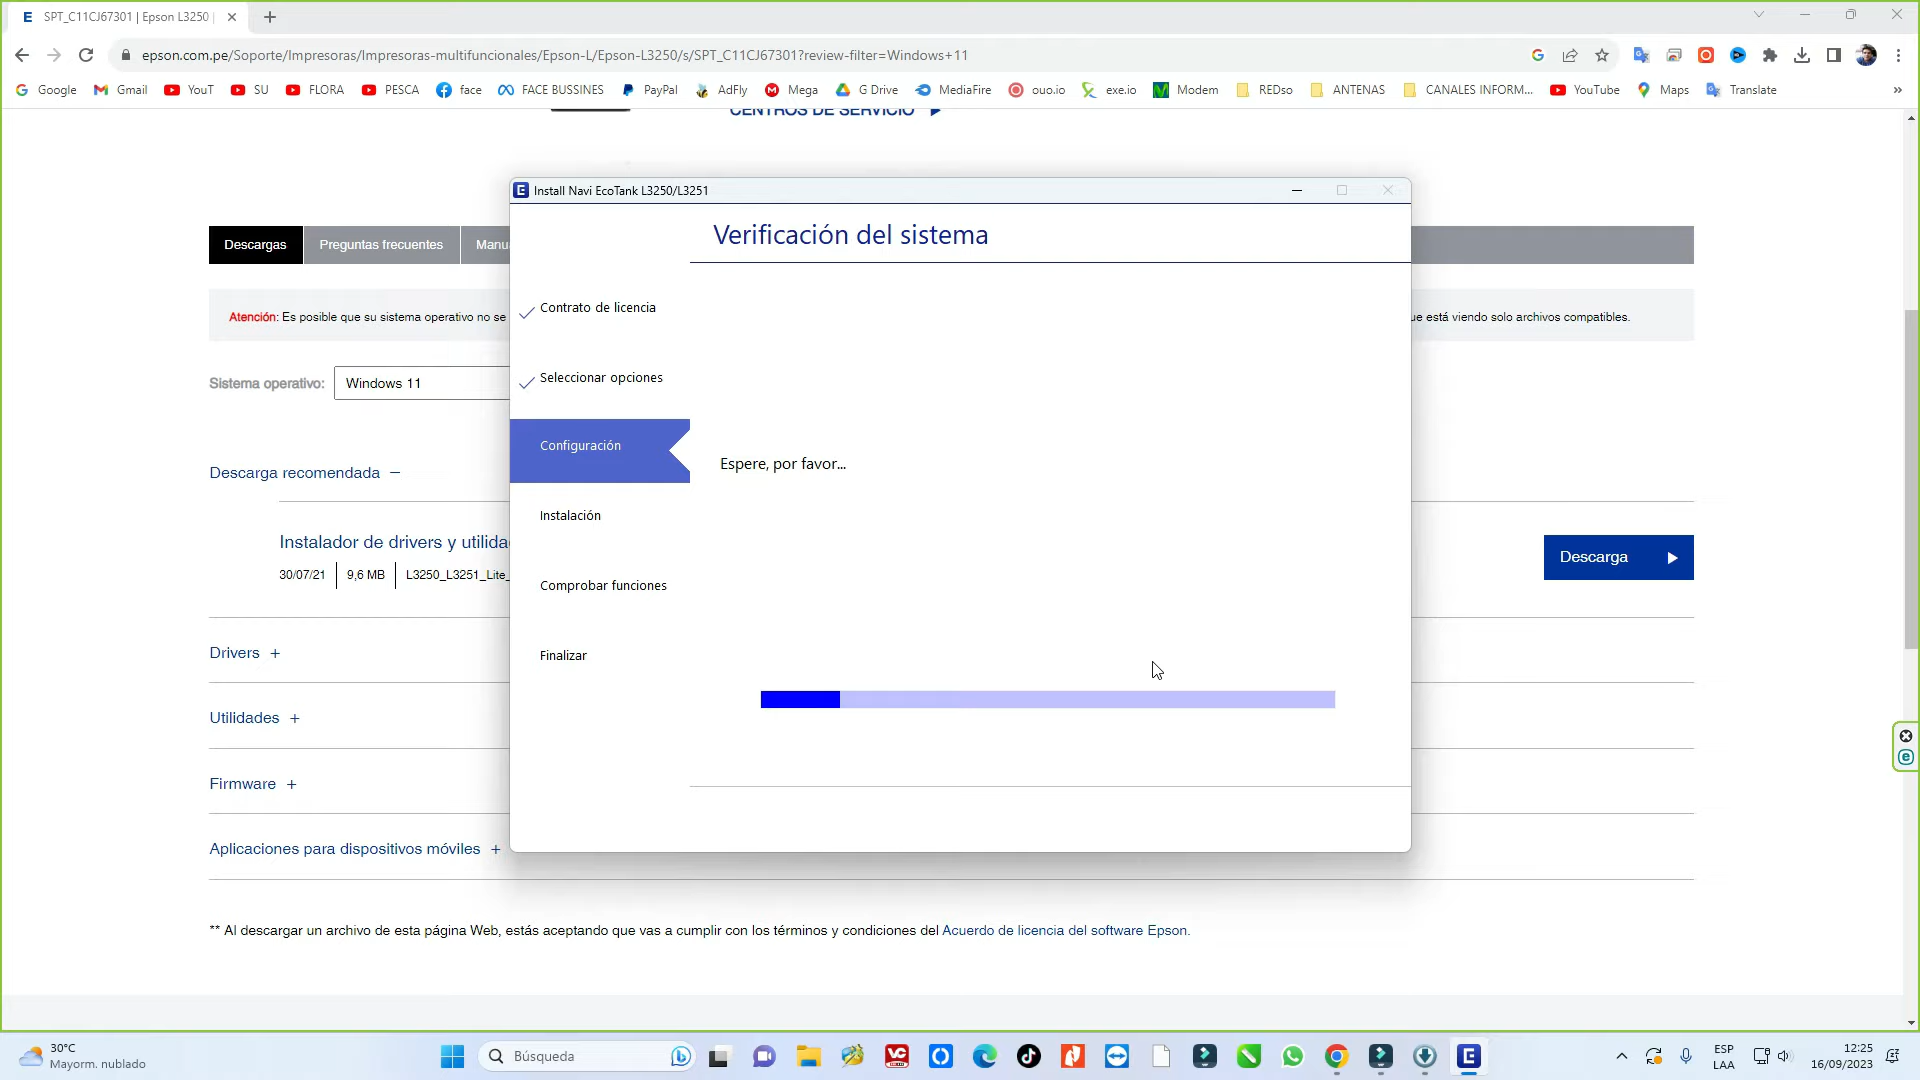 SPT_C11CJ67301 | Epson L3250 |
epson.com.pe/Soporte/Impresoras/Impresoras-multifuncionales/Epson-L/Epson-L3250/s/SPT_C11CJ67301?review-filter=Windows+11
Google
Gmail
YouT
SU
FLORA
PESCA
face
FACE BUSSINES
PayPal
AdFly
Mega
G Drive
MediaFire
ouo.io
exe.io
Modem
REDso
ANTENAS
CANALES INFORM...
YouTube
Maps
Translate
»
CENTROS DE SERVICIO
Install Navi EcoTank L3250/L3251
Verificación del sistema
Contrato de licencia
Seleccionar opciones
Configuración
Instalación
Comprobar funciones
Finalizar
Espere, por favor...
Descargas
Preguntas frecuentes
Manu
Atención: Es posible que su sistema operativo no se
ue está viendo solo archivos compatibles.
Sistema operativo:
Windows 11
Descarga recomendada −
Instalador de drivers y utilida
30/07/21
9,6 MB
L3250_L3251_Lite_
Descarga
Drivers +
Utilidades +
Firmware +
Aplicaciones para dispositivos móviles +
** Al descargar un archivo de esta página Web, estás aceptando que vas a cumplir con los términos y condiciones del Acuerdo de licencia del software Epson.
30°C
Mayorm. nublado
Búsqueda
ESP
LAA
12:25
16/09/2023